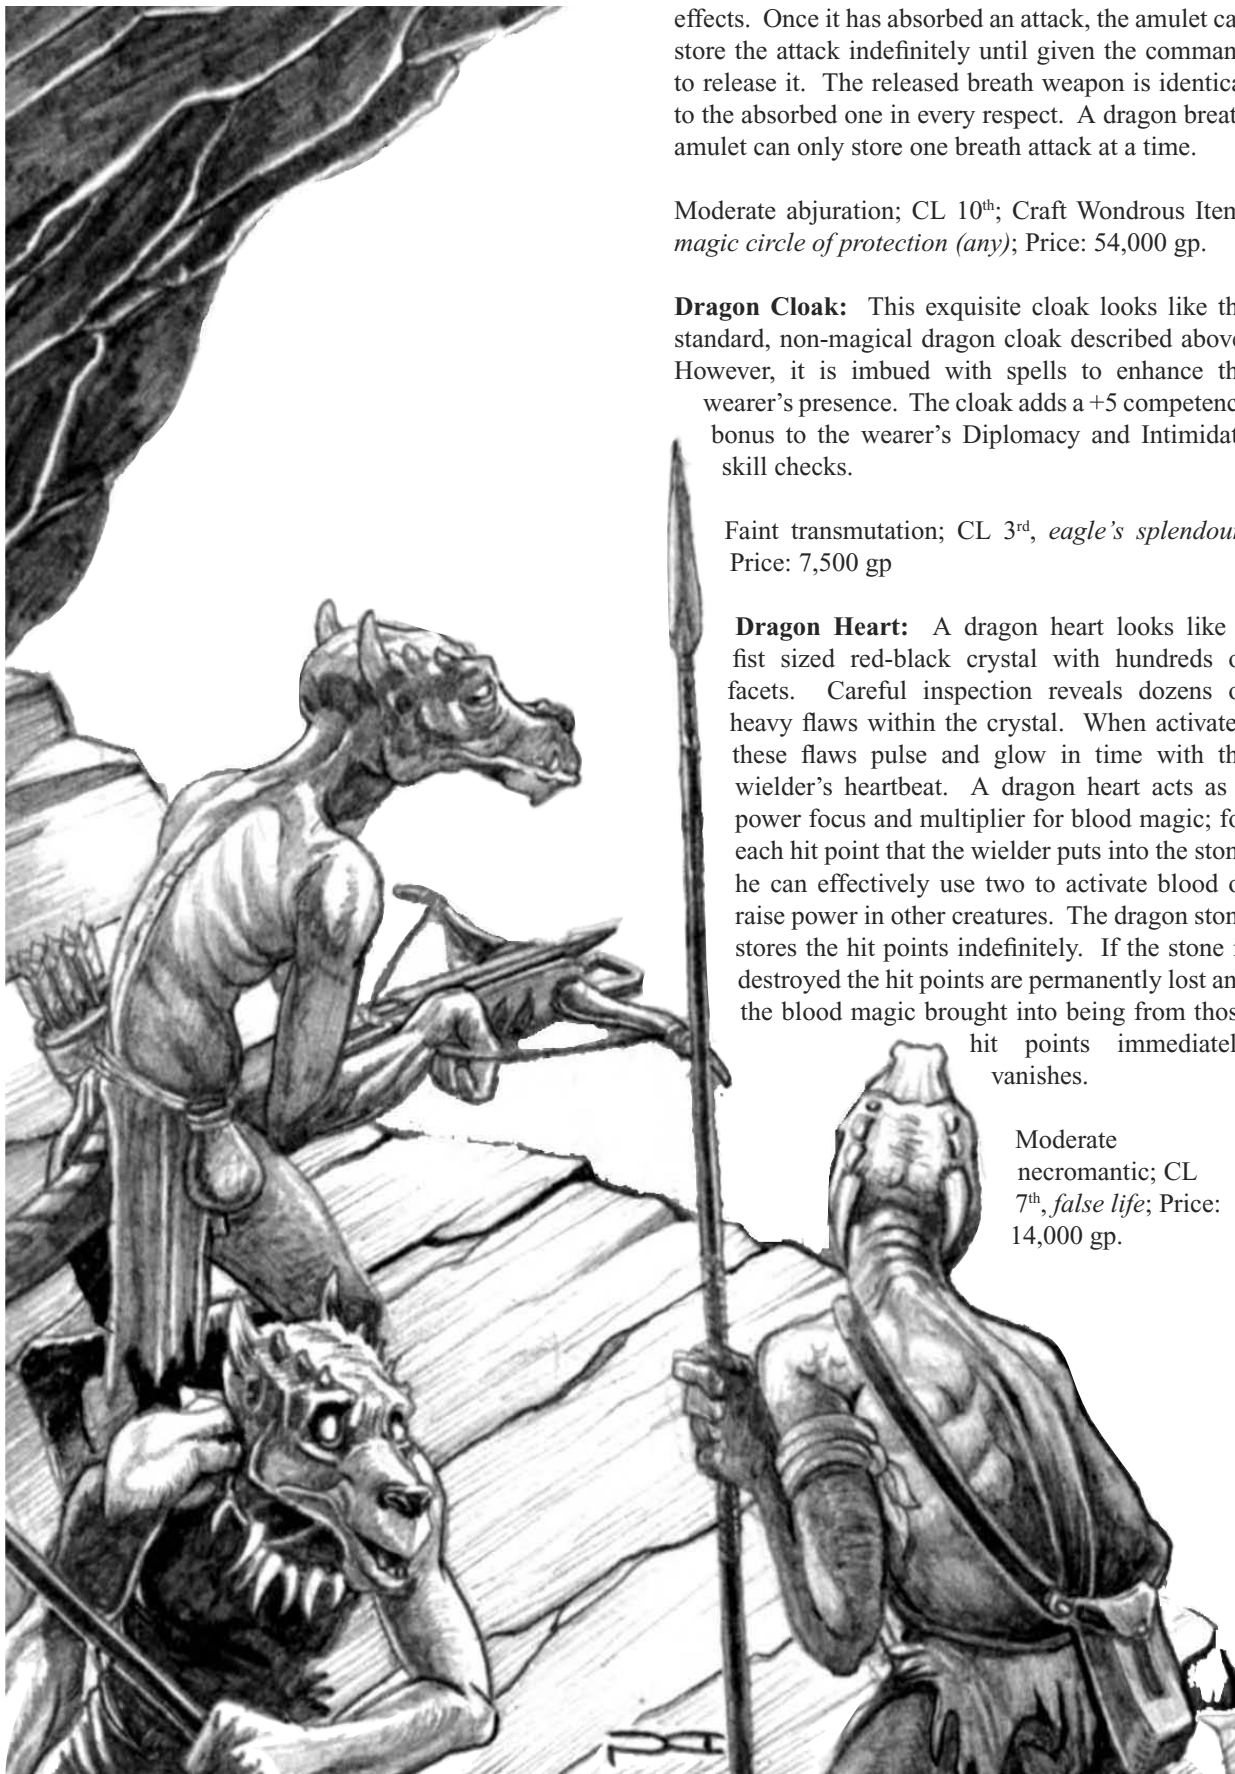 effects. Once it has absorbed an attack, the amulet ca
store the attack indefinitely until given the comman
to release it. The released breath weapon is identica
to the absorbed one in every respect. A dragon breat
amulet can only store one breath attack at a time.
Moderate abjuration; CL 10th; Craft Wondrous Item
magic circle of protection (any); Price: 54,000 gp.
Dragon Cloak: This exquisite cloak looks like th
standard, non-magical dragon cloak described above
However, it is imbued with spells to enhance th
wearer’s presence. The cloak adds a +5 competenc
bonus to the wearer’s Diplomacy and Intimidat
skill checks.
Faint transmutation; CL 3rd, eagle’s splendour
Price: 7,500 gp
Dragon Heart: A dragon heart looks like
fist sized red-black crystal with hundreds o
facets. Careful inspection reveals dozens o
heavy flaws within the crystal. When activate
these flaws pulse and glow in time with th
wielder’s heartbeat. A dragon heart acts as
power focus and multiplier for blood magic; fo
each hit point that the wielder puts into the ston
he can effectively use two to activate blood o
raise power in other creatures. The dragon ston
stores the hit points indefinitely. If the stone i
destroyed the hit points are permanently lost an
the blood magic brought into being from thos
hit points immediatel
vanishes.
Moderate
necromantic; CL
7th, false life; Price:
14,000 gp.